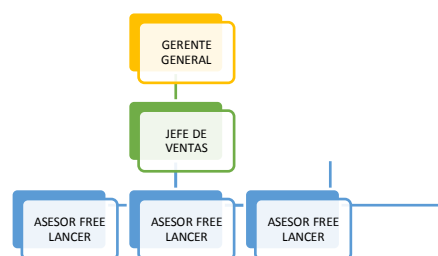 GERENTE
GENERAL
JEFE DE
VENTAS
ASESOR FREE
LANCER
ASESOR FREE
LANCER
ASESOR FREE
LANCER